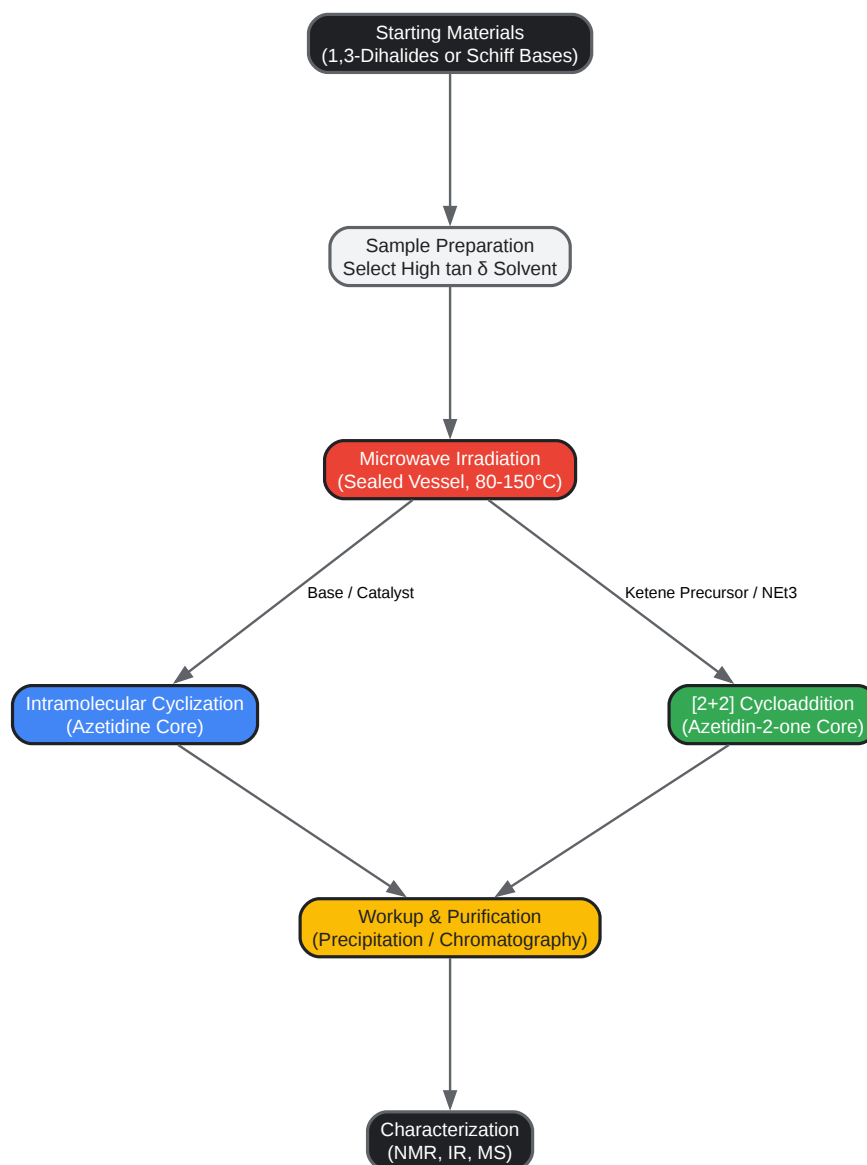 Starting Materials
(1,3-Dihalides or Schiff Bases)
Sample Preparation
Select High tan δ Solvent
Microwave Irradiation
(Sealed Vessel, 80-150°C)
Base / Catalyst
Ketene Precursor / NEt3
Intramolecular Cyclization
(Azetidine Core)
[2+2] Cycloaddition
(Azetidin-2-one Core)
Workup & Purification
(Precipitation / Chromatography)
Characterization
(NMR, IR, MS)